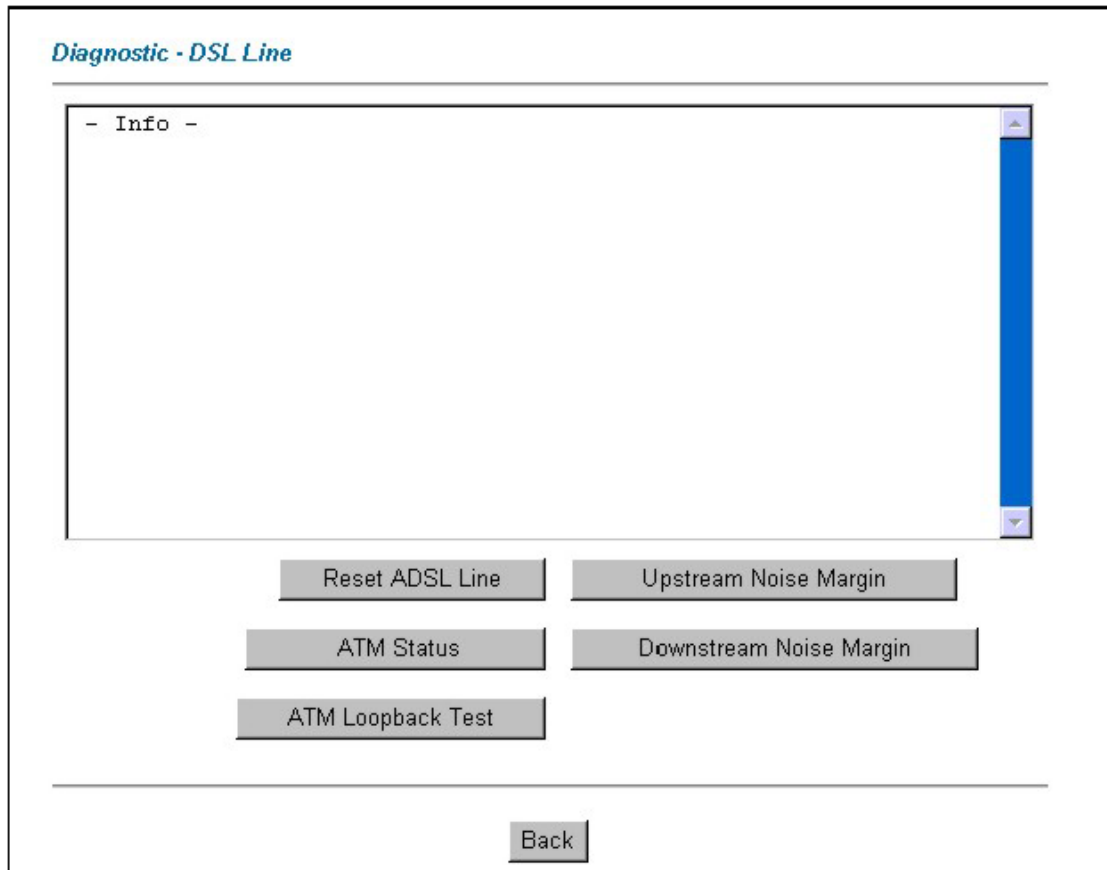 Diagnostic - DSL Line
- Info -
Reset ADSL Line
Upstream Noise Margin
ATM Status
Downstream Noise Margin
ATM Loopback Test
Back